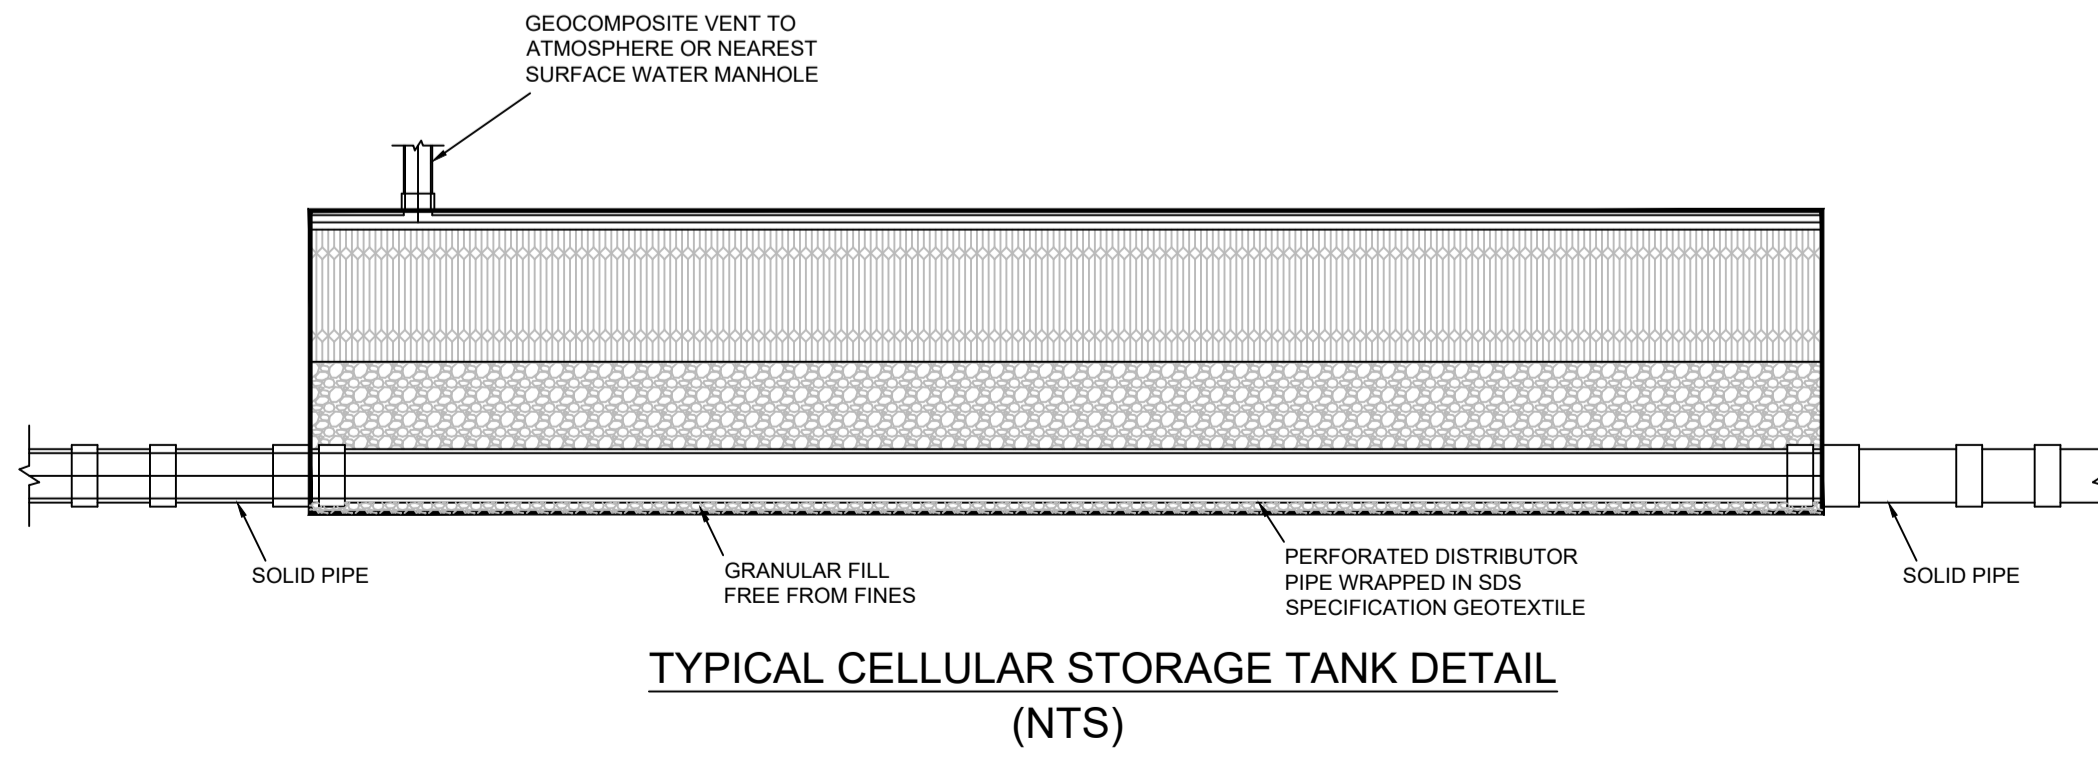 GEOCOMPOSITE VENT TO
ATMOSPHERE OR NEAREST
SURFACE WATER MANHOLE
SOLID PIPE
GRANULAR FILL
FREE FROM FINES
PERFORATED DISTRIBUTOR
PIPE WRAPPED IN SDS
SPECIFICATION GEOTEXTILE
SOLID PIPE
TYPICAL CELLULAR STORAGE TANK DETAIL
(NTS)